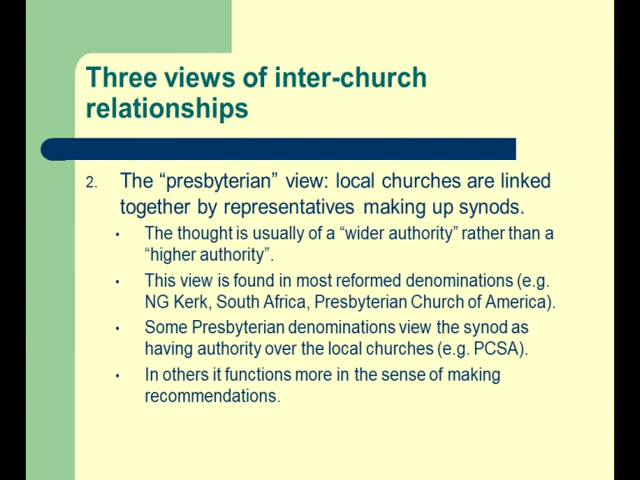 Three views of inter-church
relationships
2. The “presbyterian” view: local churches are linked
together by representatives making up synods.
• The thought is usually of a “wider authority” rather than a
“higher authority”.
• This view is found in most reformed denominations (e.g.
NG Kerk, South Africa, Presbyterian Church of America).
• Some Presbyterian denominations view the synod as
having authority over the local churches (e.g. PCSA).
• In others it functions more in the sense of making
recommendations.